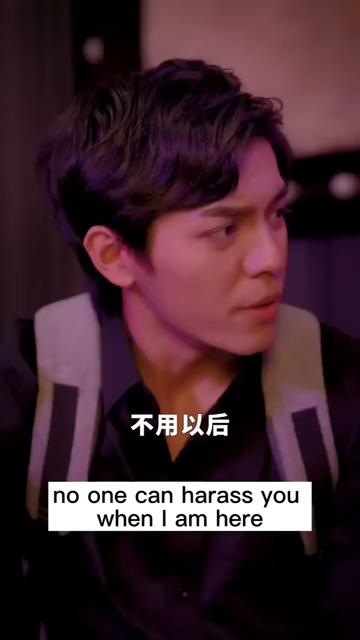 不用以后
no one can harass you
when I am here